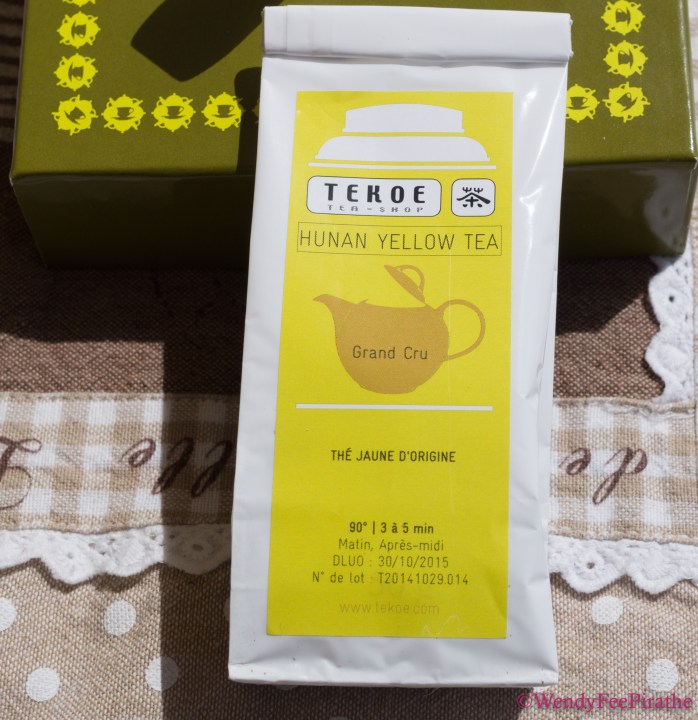 TEKOE
TEA-SHOP
茶
HUNAN YELLOW TEA
Grand Cru
THÉ JAUNE D'ORIGINE
90° | 3 à 5 min
Matin, Après-midi
DLUO : 30/10/2015
N° de lot : T20141029.014
www.tekoe.com
de
©WendyFeePirathe